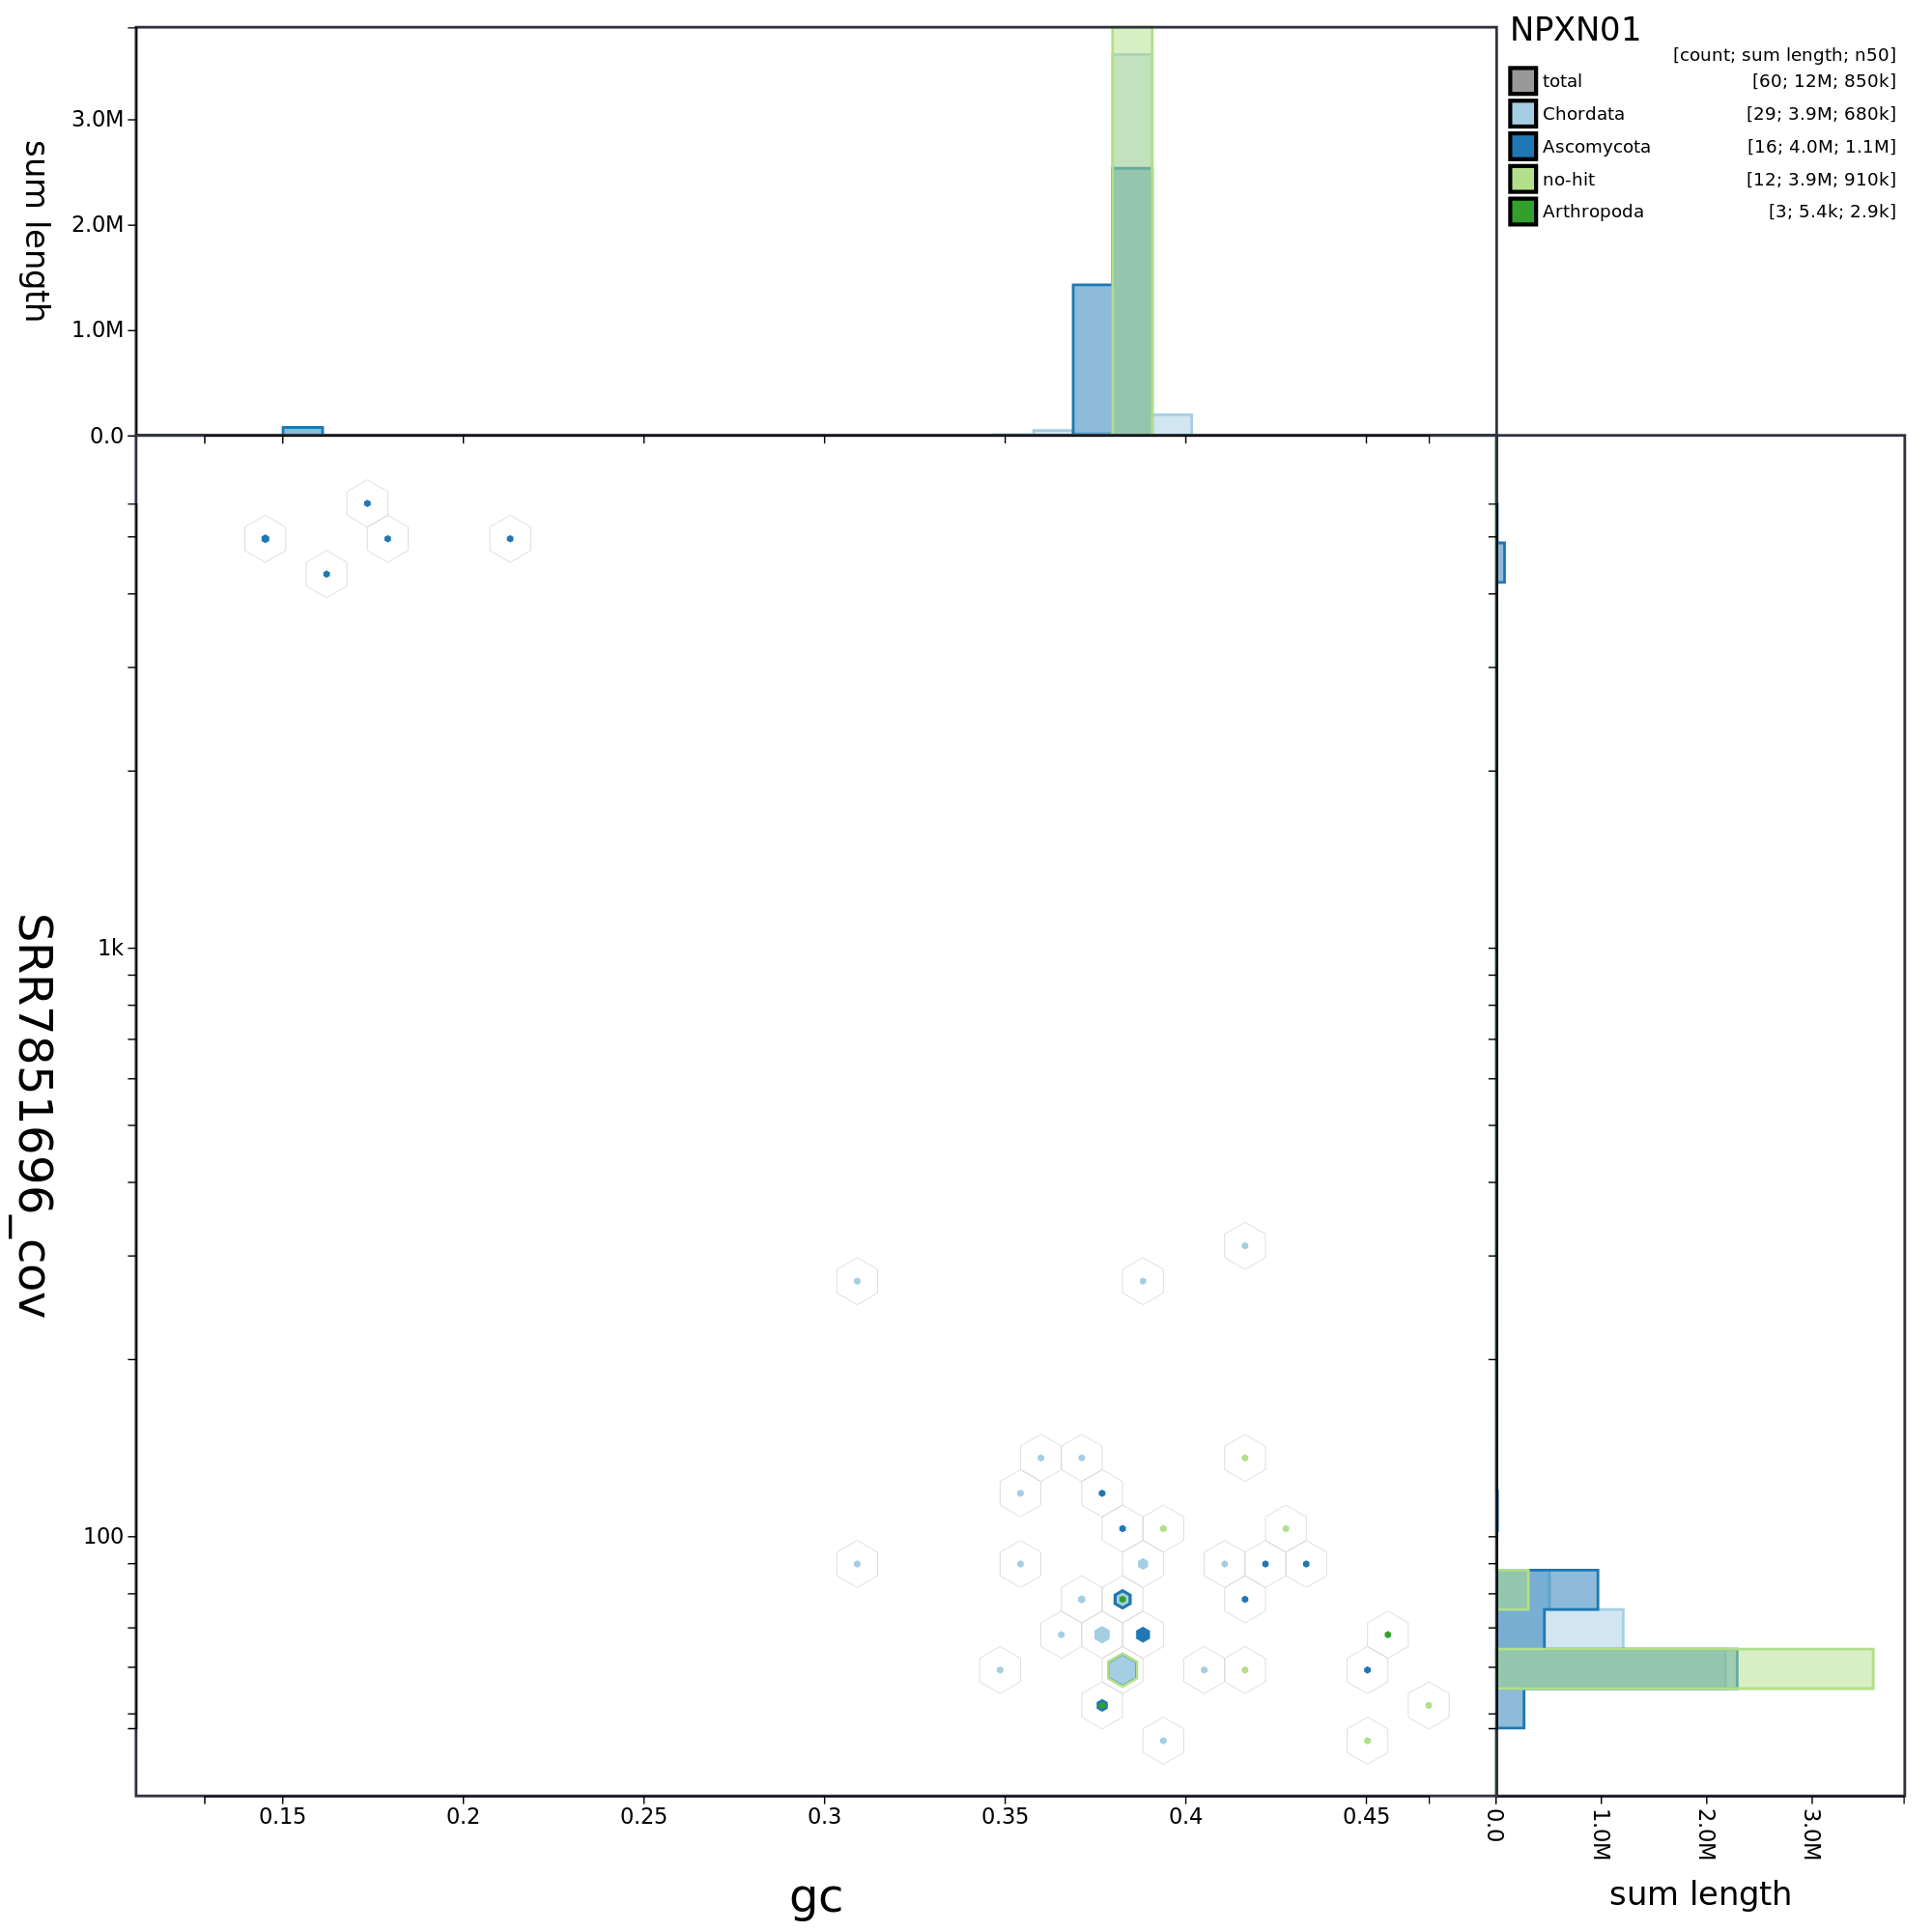 NPXN01
[count; sum length; n50]
total [60; 12M; 850k]
Chordata [29; 3.9M; 680k]
Ascomycota [16; 4.0M; 1.1M]
no-hit [12; 3.9M; 910k]
Arthropoda [3; 5.4k; 2.9k]
sum length
3.0M
2.0M
1.0M
0.0
SRR7851696_cov
1k
100
0.15 0.2 0.25 0.3 0.35 0.4 0.45
gc
0.0 1.0M 2.0M 3.0M
sum length